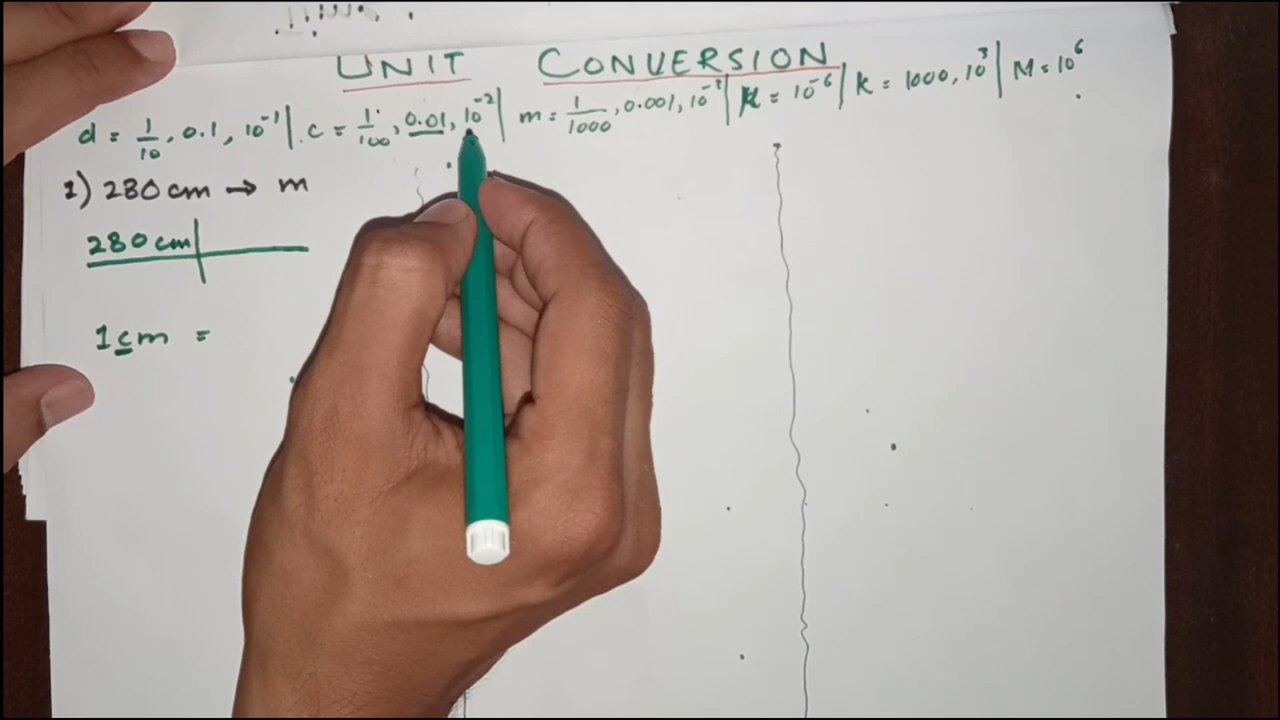 UNIT CONVERSION
d = 1/10, 0.1, 10⁻¹ | c = 1/100, 0.01, 10⁻² | m = 1/1000, 0.001, 10⁻³ | µ = 10⁻⁶ | k = 1000, 10³ | M = 10⁶
1) 280 cm → m
280 cm
1 cm =